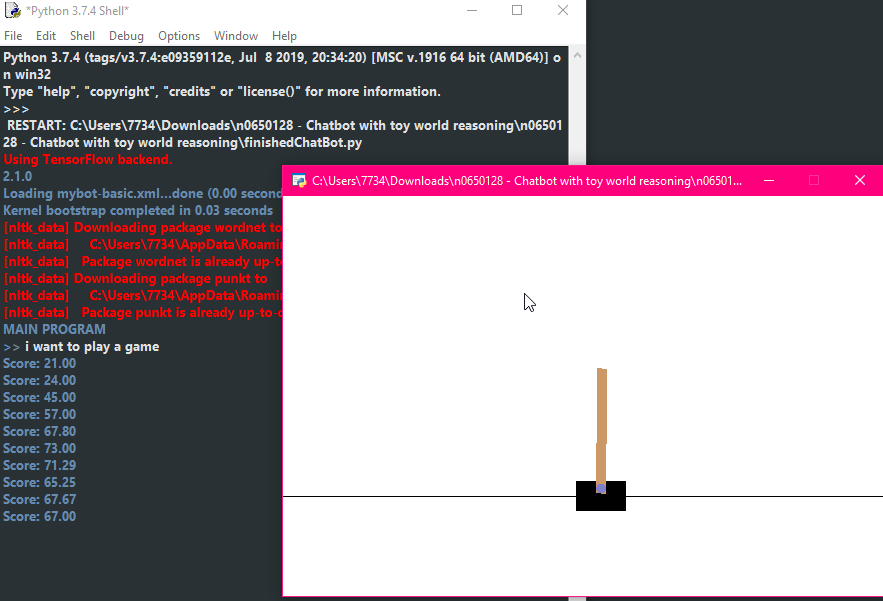 *Python 3.7.4 Shell*
File Edit Shell Debug Options Window Help
Python 3.7.4 (tags/v3.7.4:e09359112e, Jul  8 2019, 20:34:20) [MSC v.1916 64 bit (AMD64)] o
n win32
Type "help", "copyright", "credits" or "license()" for more information.
>>>
RESTART: C:\Users\7734\Downloads\n0650128 - Chatbot with toy world reasoning\n06501
28 - Chatbot with toy world reasoning\finishedChatBot.py
Using TensorFlow backend.
C:\Users\7734\Downloads\n0650128 - Chatbot with toy world reasoning\n06501...
2.1.0
Loading mybot-basic.xml...done (0.00
Kernel bootstrap completed in 0.03 seconds
[nltk_data] Downloading package wordnet to
[nltk_data] C:\Users\7734\AppData\
[nltk_data] Package wordnet is already
[nltk_data] Downloading package punkt to
[nltk_data] C:\Users\7734\AppData\
[nltk_data] Package punkt is already
MAIN PROGRAM
>> i want to play a game
Score: 21.00
Score: 24.00
Score: 45.00
Score: 57.00
Score: 67.80
Score: 73.00
Score: 71.29
Score: 65.25
Score: 67.67
Score: 67.00